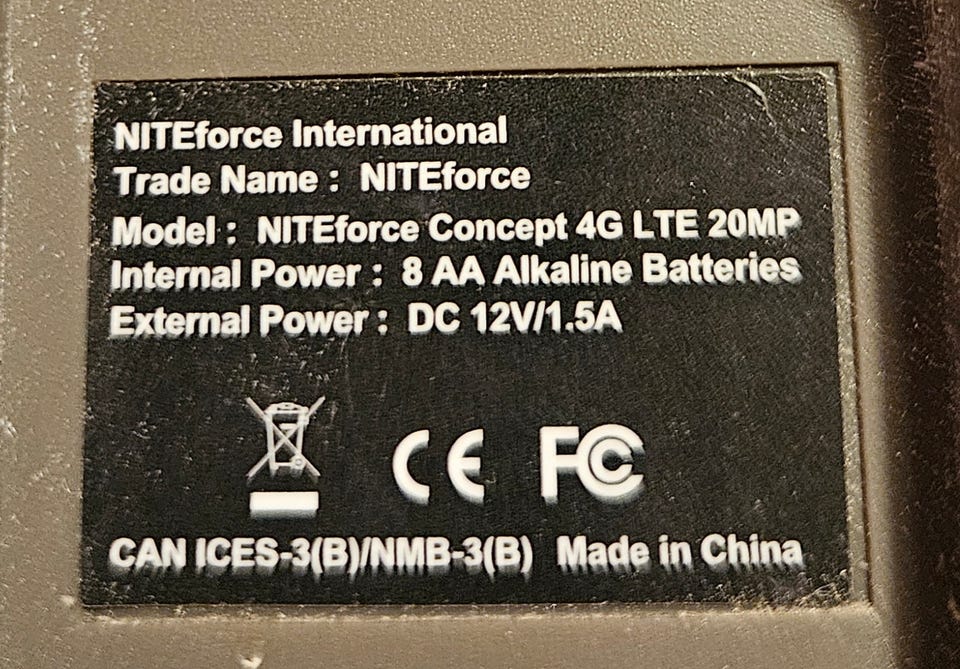 NITEforce International
Trade Name : NITEforce
Model : NITEforce Concept 4G LTE 20MP
Internal Power : 8 AA Alkaline Batteries
External Power : DC 12V/1.5A
CE FC
CAN ICES-3(B)/NMB-3(B) Made in China